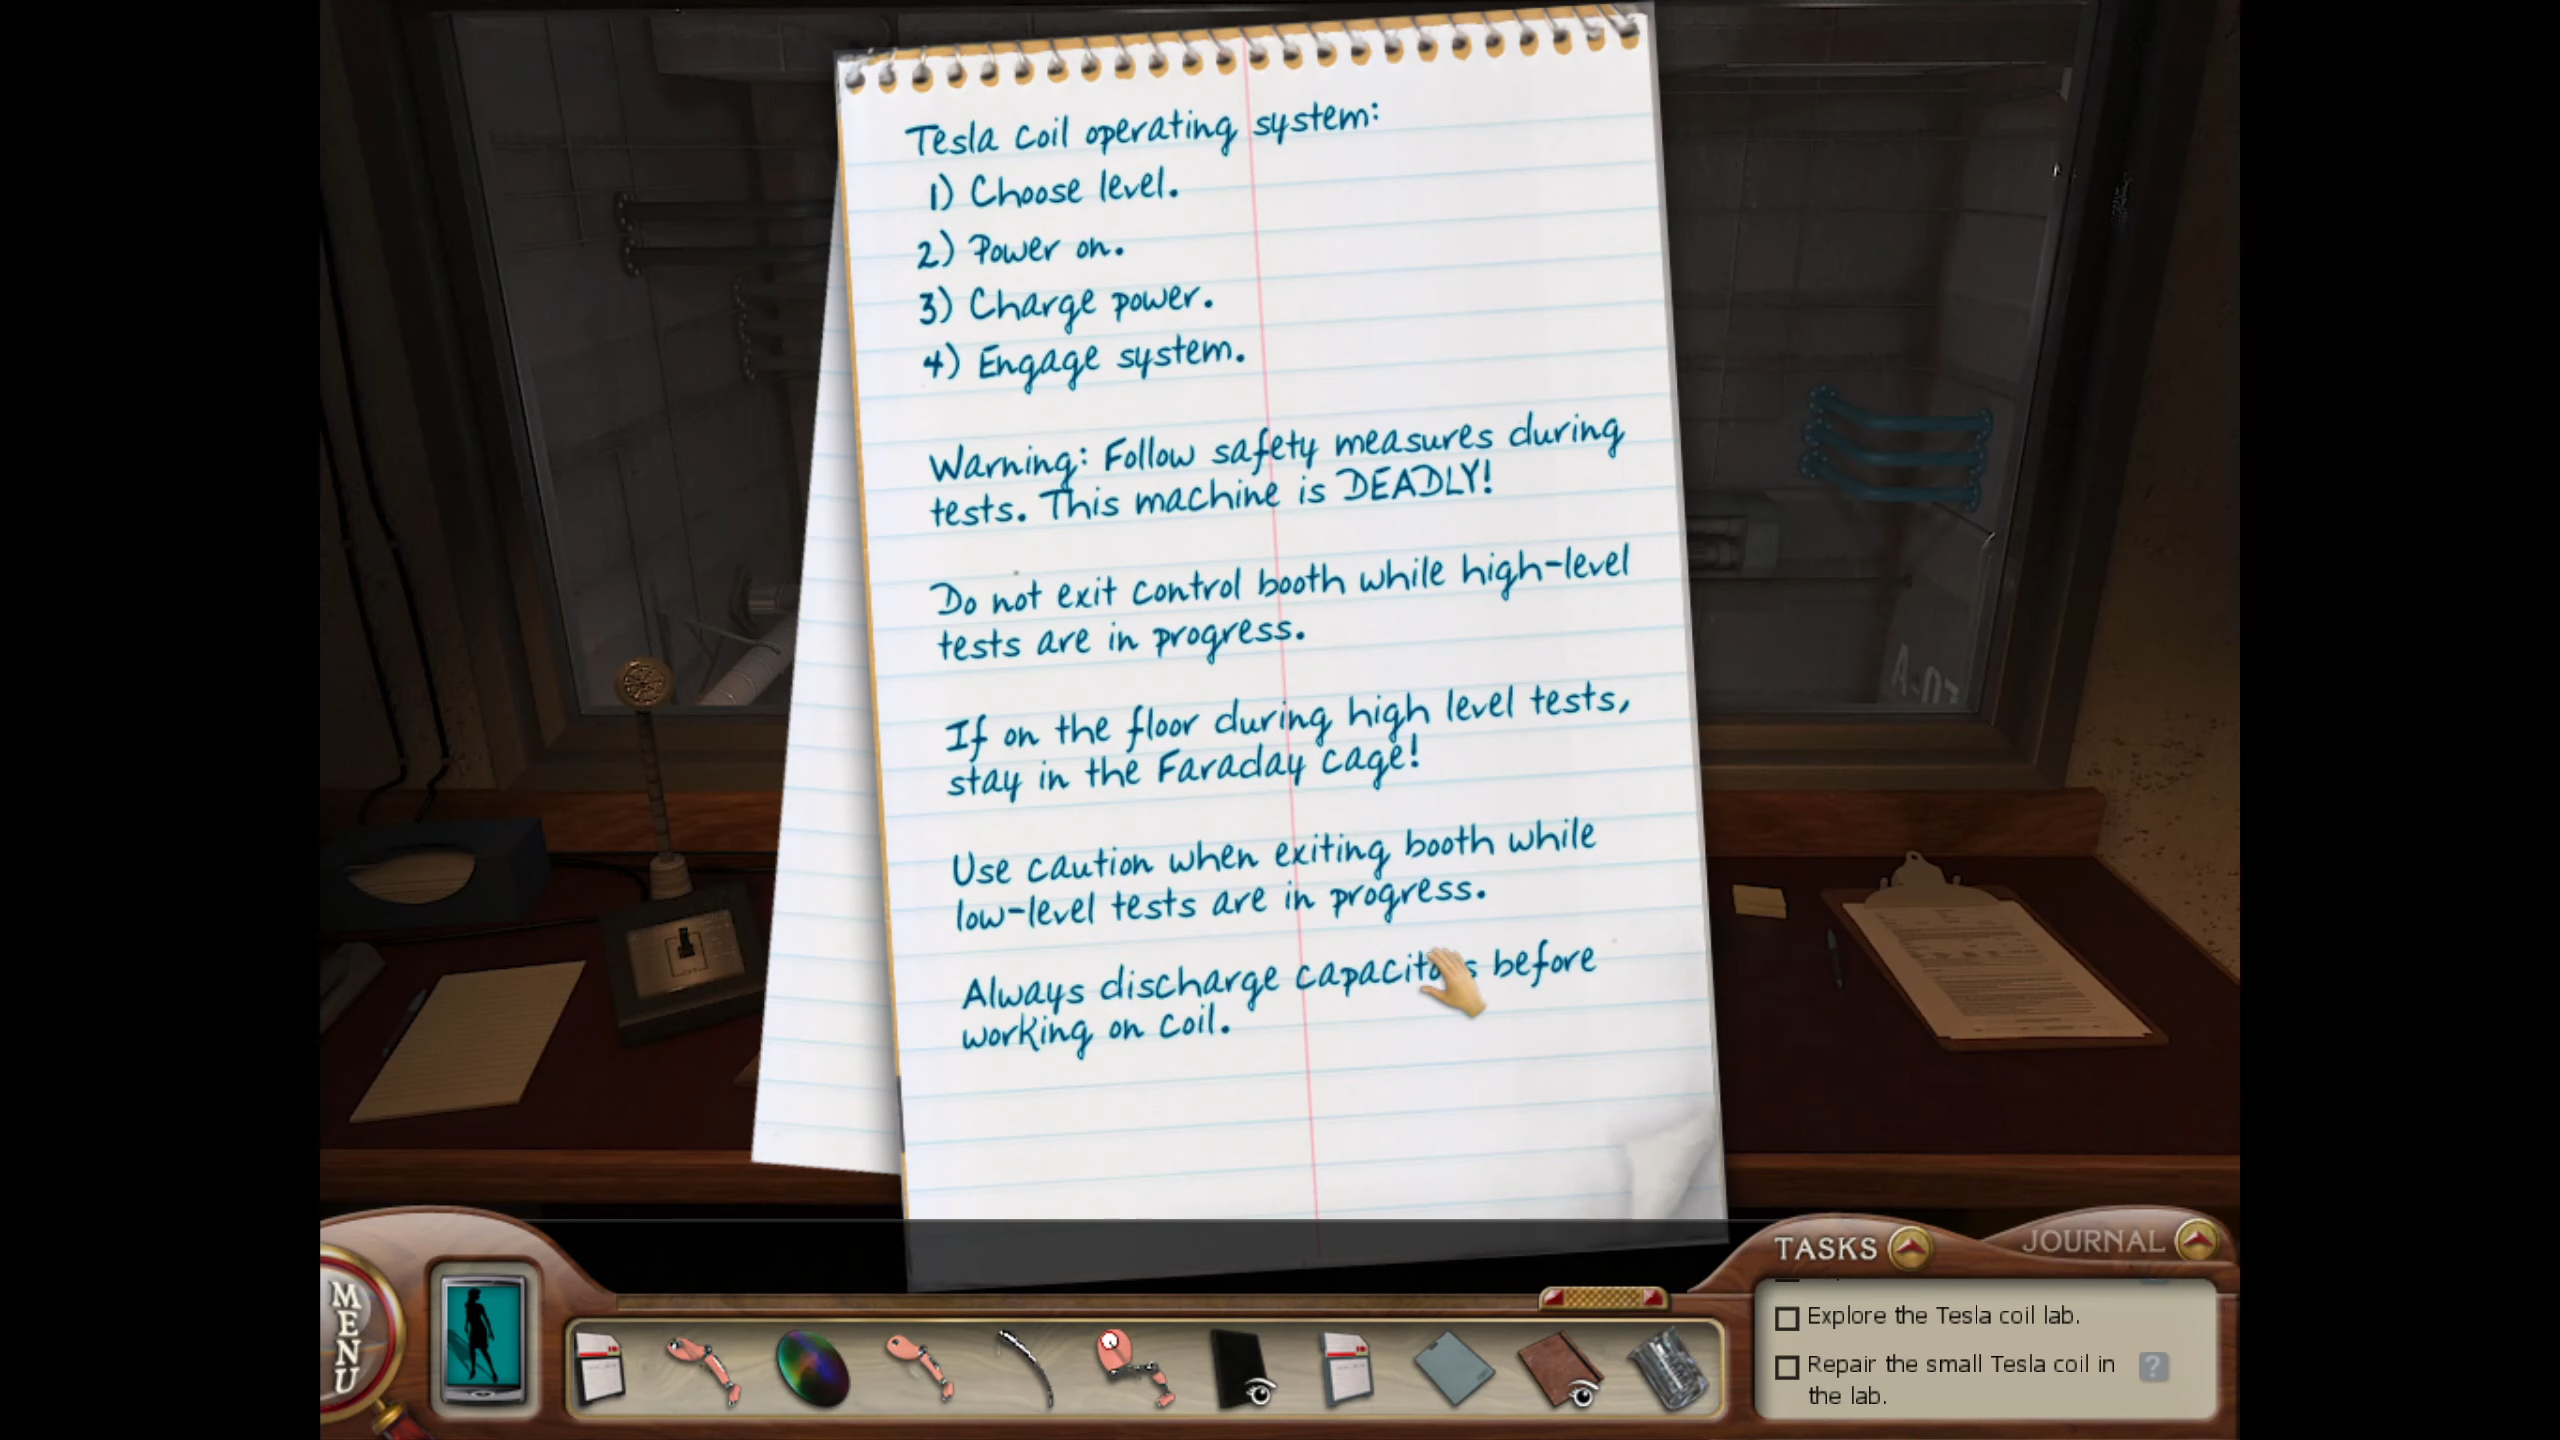 Tesla coil operating system:
1) Choose level.
2) Power on.
3) Charge power.
4) Engage system.
Warning: Follow safety measures during
tests. This machine is DEADLY!
Do not exit control booth while high-level
tests are in progress.
If on the floor during high level tests,
stay in the Faraday cage!
Use caution when exiting booth while
low-level tests are in progress.
Always discharge capacitors before
working on coil.
A-07
MENU
TASKS
JOURNAL
Explore the Tesla coil lab.
Repair the small Tesla coil in
the lab.
?